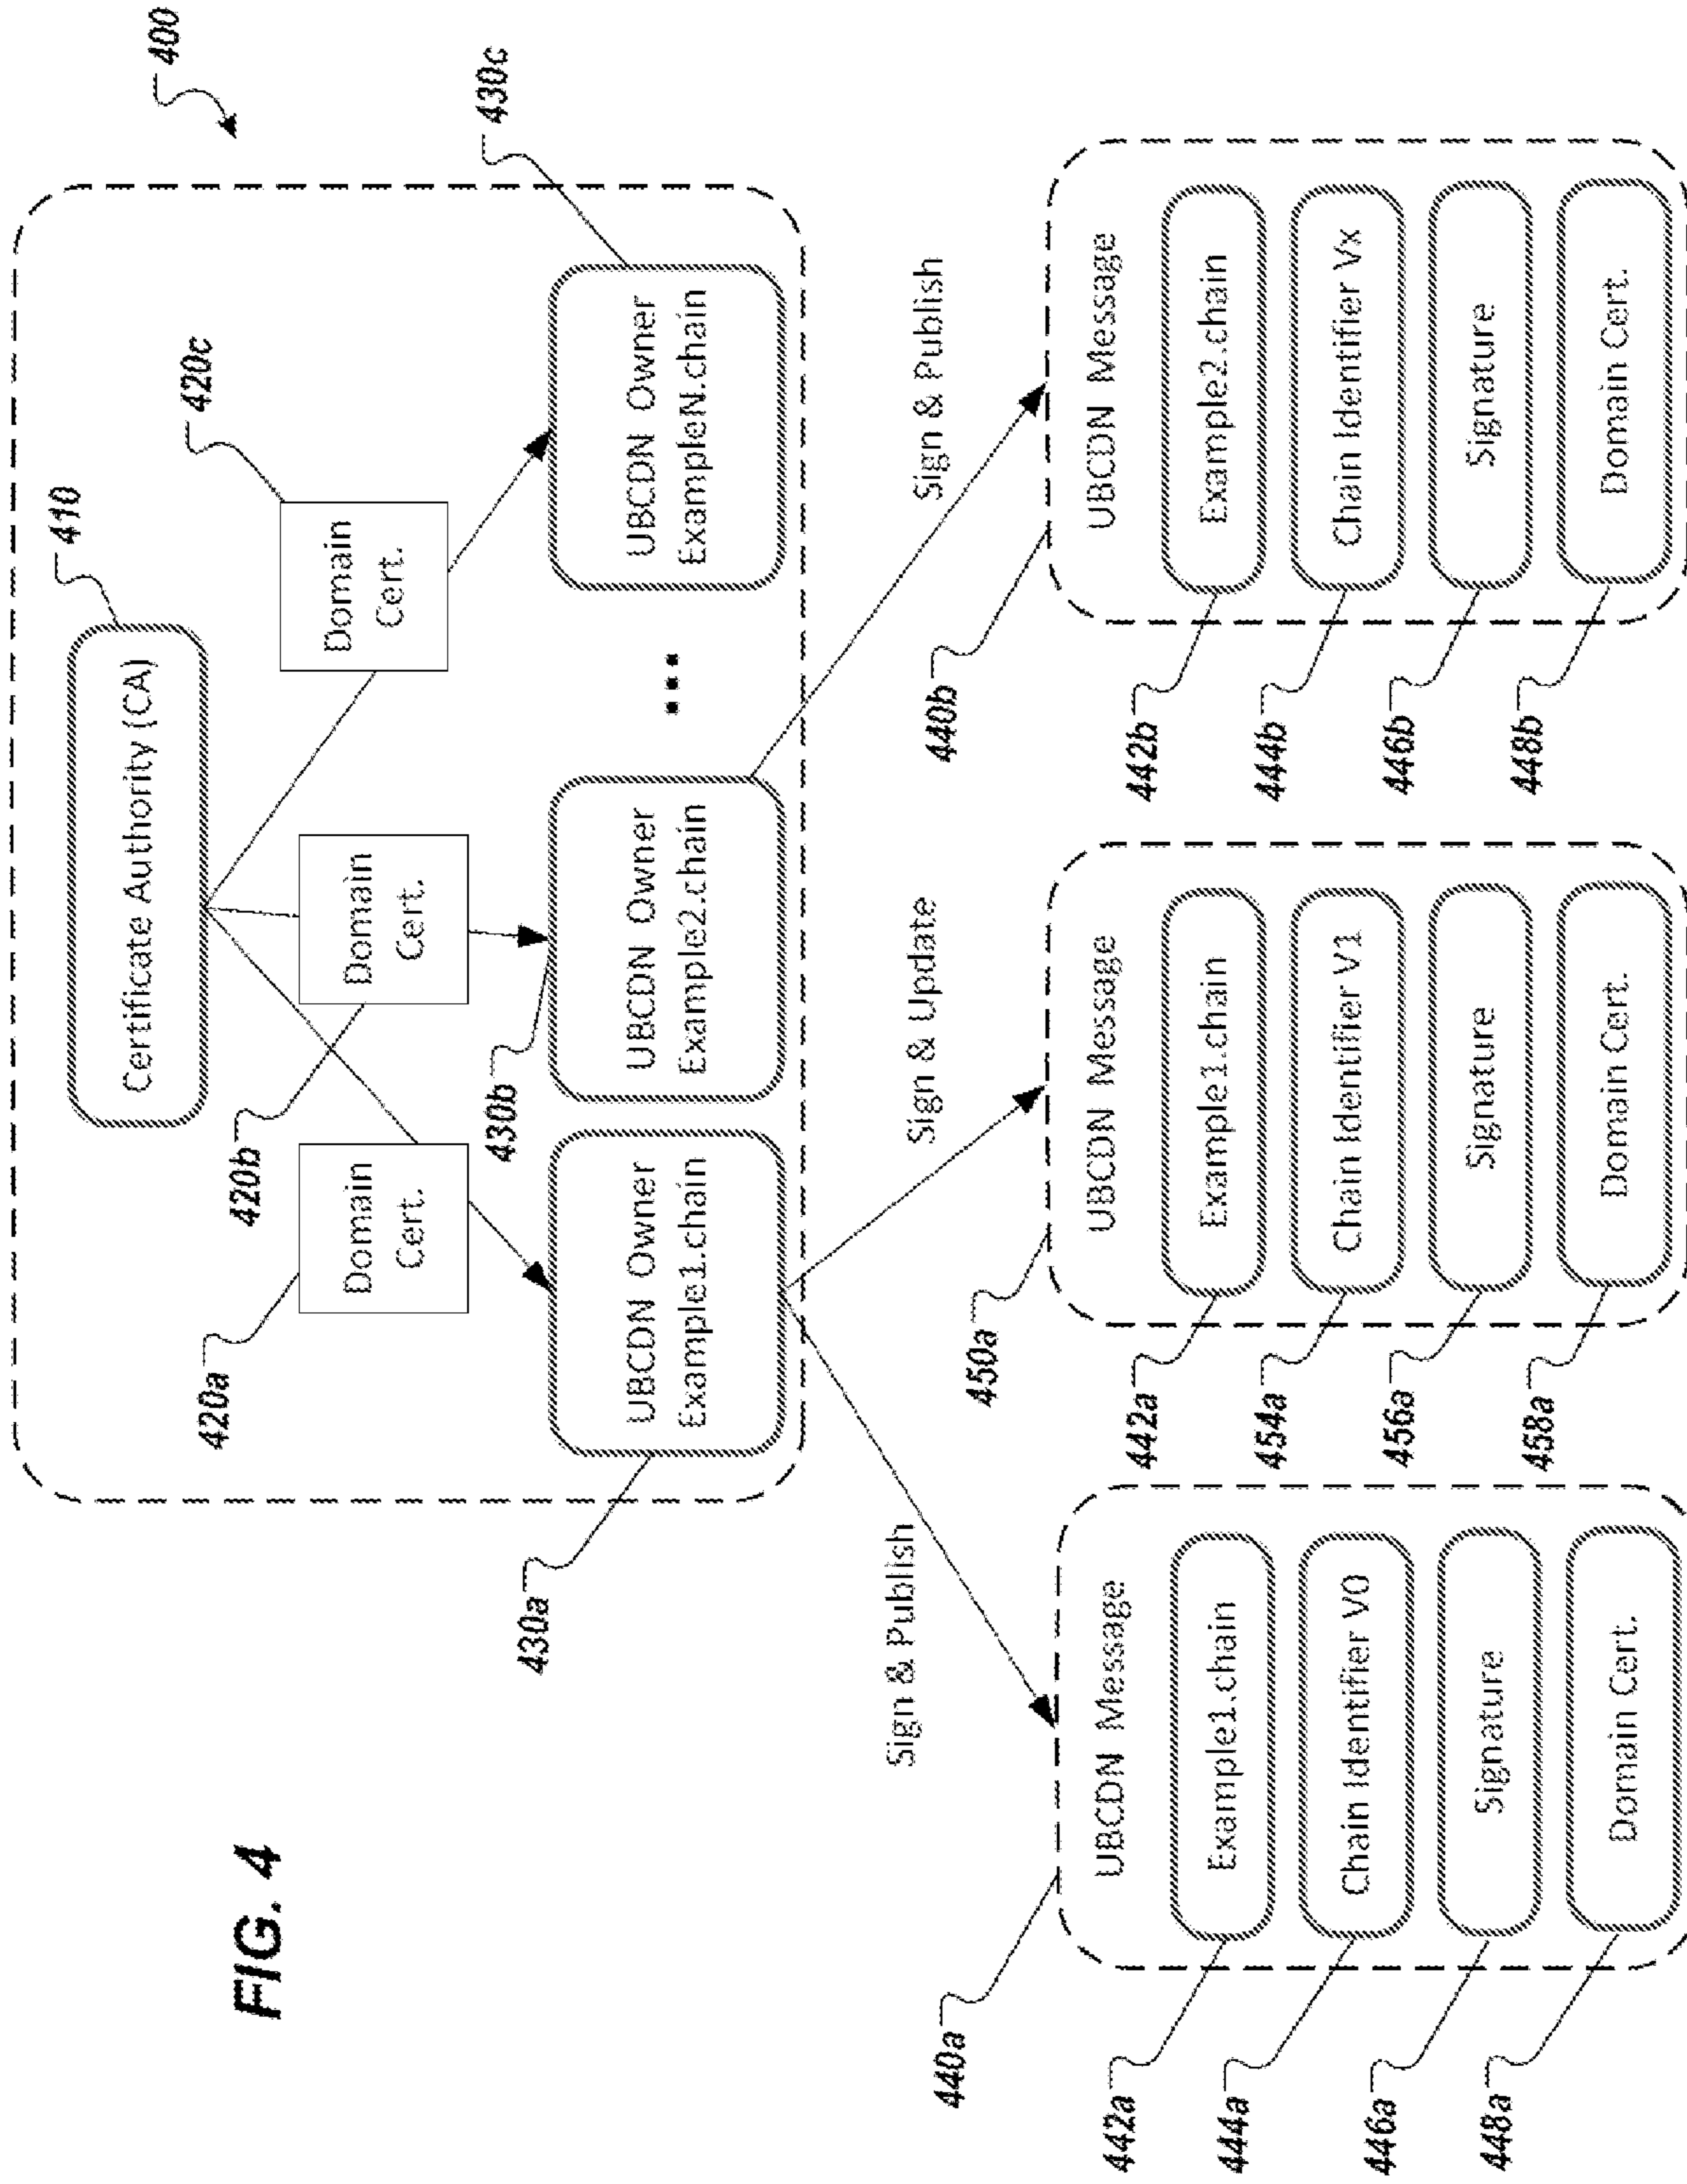 FIG. 4
400
Certificate Authority (CA)
410
420a
Domain
Cert.
420b
Domain
Cert.
420c
Domain
Cert.
430a
UBCDN Owner
Example1.chain
430b
UBCDN Owner
Example2.chain
...
430c
UBCDN Owner
ExampleN.chain
Sign & Publish
Sign & Update
Sign & Publish
440a
UBCDN Message
442a
Example1.chain
444a
Chain Identifier V0
446a
Signature
448a
Domain Cert.
450a
UBCDN Message
442a
Example1.chain
454a
Chain Identifier V1
456a
Signature
458a
Domain Cert.
440b
UBCDN Message
442b
Example2.chain
444b
Chain Identifier Vx
446b
Signature
448b
Domain Cert.